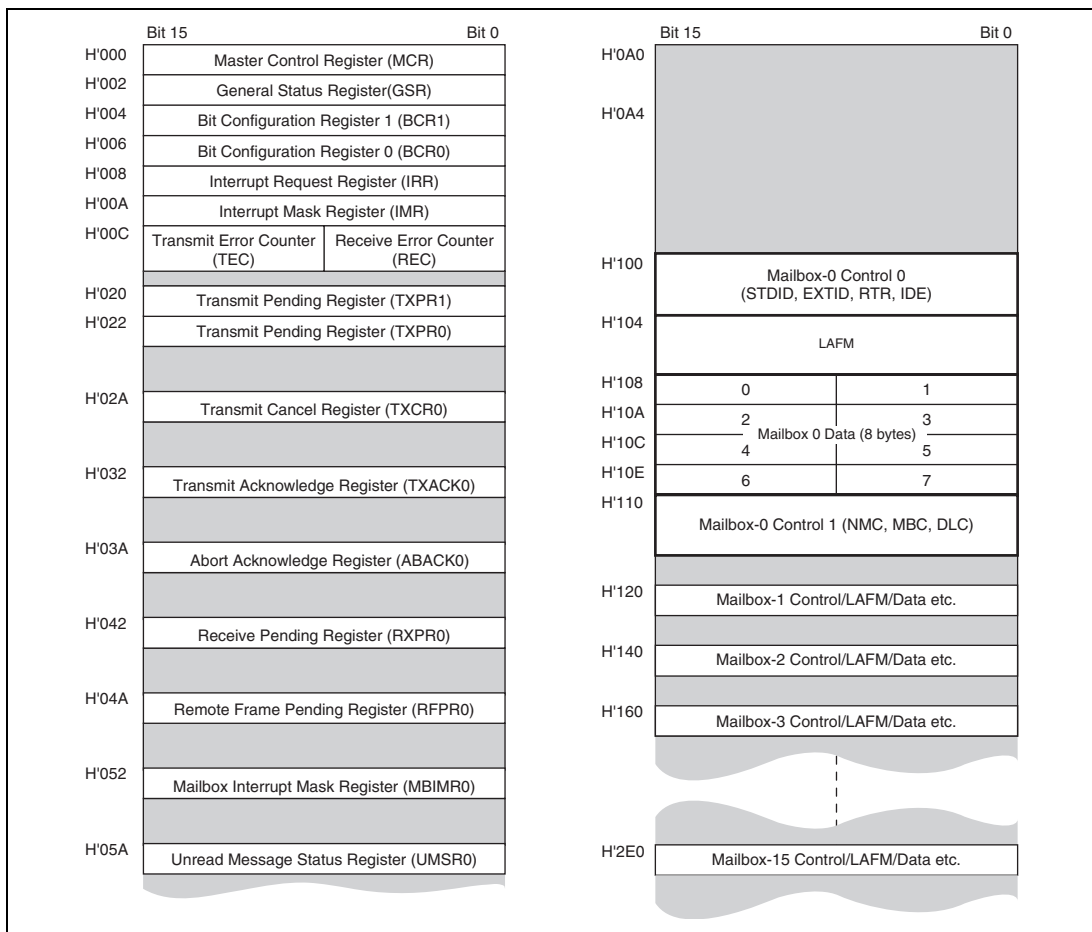 Bit 15 Bit 0
H'000 Master Control Register (MCR)
H'002 General Status Register(GSR)
H'004 Bit Configuration Register 1 (BCR1)
H'006 Bit Configuration Register 0 (BCR0)
H'008 Interrupt Request Register (IRR)
H'00A Interrupt Mask Register (IMR)
H'00C Transmit Error Counter Receive Error Counter
(TEC) (REC)
H'020 Transmit Pending Register (TXPR1)
H'022 Transmit Pending Register (TXPR0)
H'02A Transmit Cancel Register (TXCR0)
H'032 Transmit Acknowledge Register (TXACK0)
H'03A Abort Acknowledge Register (ABACK0)
H'042 Receive Pending Register (RXPR0)
H'04A Remote Frame Pending Register (RFPR0)
H'052 Mailbox Interrupt Mask Register (MBIMR0)
H'05A Unread Message Status Register (UMSR0)
Bit 15 Bit 0
H'0A0
H'0A4
H'100 Mailbox-0 Control 0
(STDID, EXTID, RTR, IDE)
H'104 LAFM
H'108 0 1
H'10A 2 3
Mailbox 0 Data (8 bytes)
H'10C 4 5
H'10E 6 7
H'110 Mailbox-0 Control 1 (NMC, MBC, DLC)
H'120 Mailbox-1 Control/LAFM/Data etc.
H'140 Mailbox-2 Control/LAFM/Data etc.
H'160 Mailbox-3 Control/LAFM/Data etc.
H'2E0 Mailbox-15 Control/LAFM/Data etc.